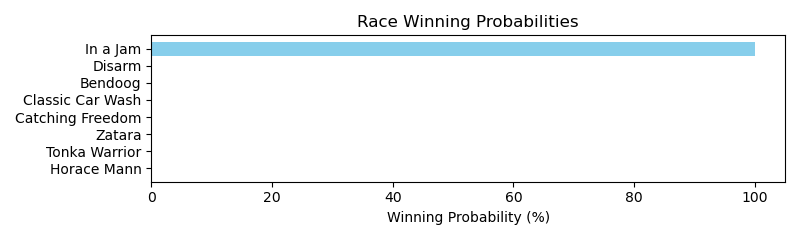 Race Winning Probabilities
In a Jam
Disarm
Bendoog
Classic Car Wash
Catching Freedom
Zatara
Tonka Warrior
Horace Mann
0 20 40 60 80 100
Winning Probability (%)